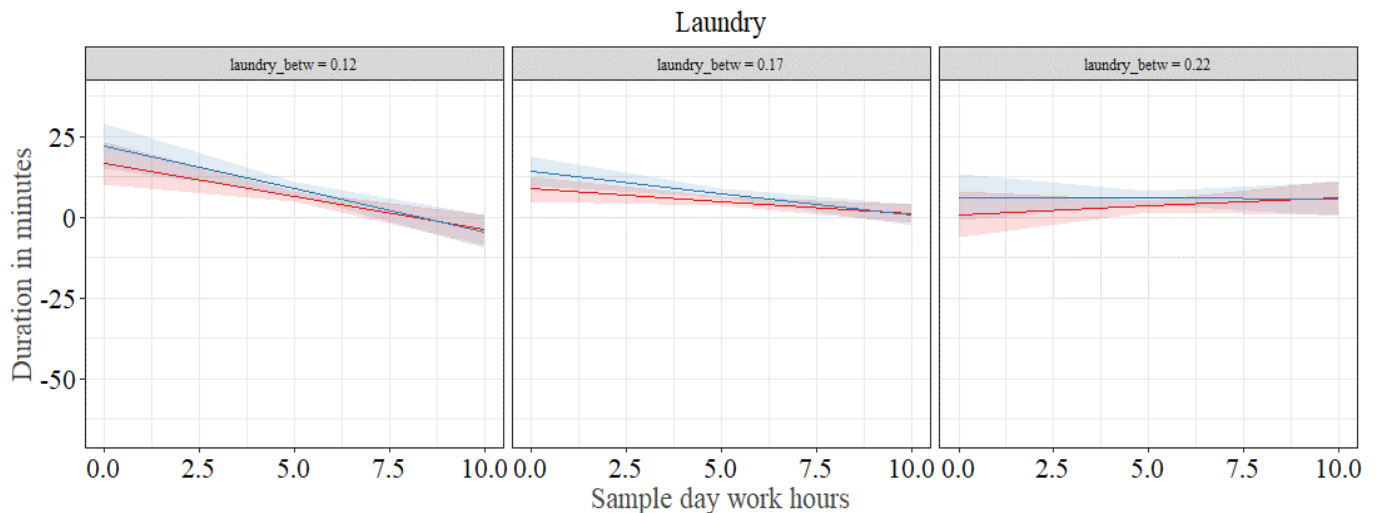 Laundry
laundry_betw = 0.12
laundry_betw = 0.17
laundry_betw = 0.22
Duration in minutes
25
0
-25
-50
0.0 2.5 5.0 7.5 10.0 0.0 2.5 5.0 7.5 10.0 0.0 2.5 5.0 7.5 10.0
Sample day work hours